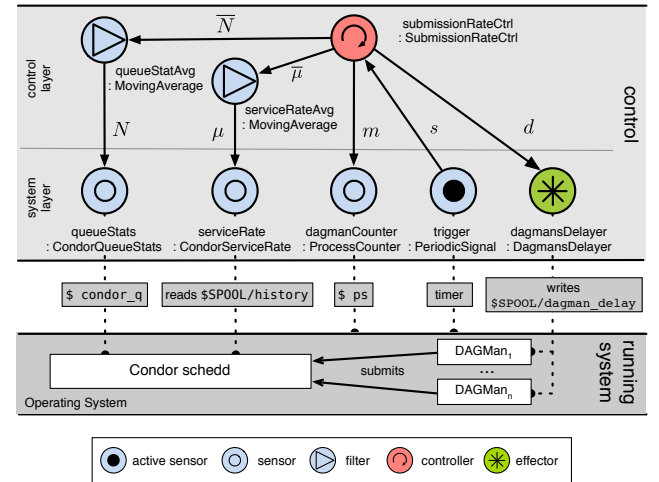 N̅
submissionRateCtrl
: SubmissionRateCtrl
control
layer
queueStatAvg
: MovingAverage
μ̅
serviceRateAvg
: MovingAverage
control
N
μ
m
s
d
system
layer
queueStats
: CondorQueueStats
serviceRate
: CondorServiceRate
dagmanCounter
: ProcessCounter
trigger
: PeriodicSignal
dagmansDelayer
: DagmansDelayer
$ condor_q
reads $SPOOL/history
$ ps
timer
writes
$SPOOL/dagman_delay
Condor schedd
submits
DAGMan1
...
DAGMann
running
system
Operating System
active sensor
sensor
filter
controller
effector